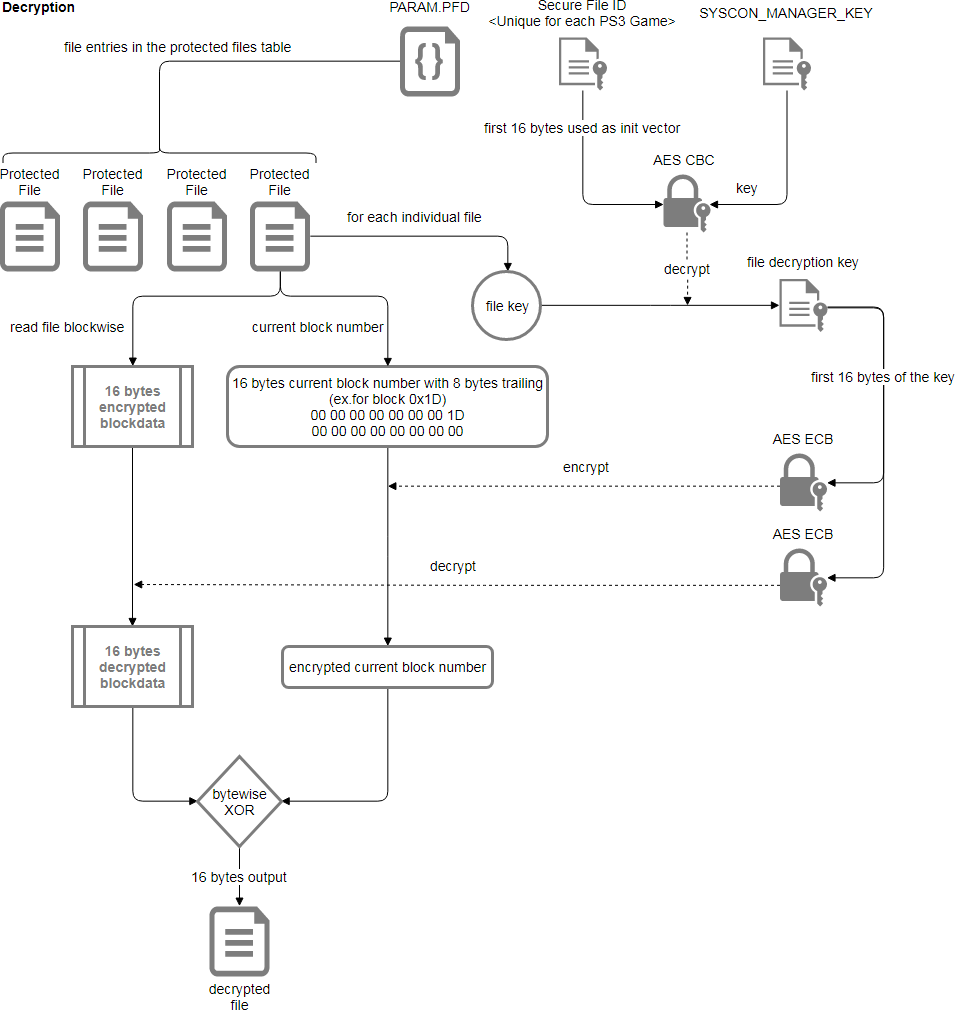 Decryption
PARAM.PFD
Secure File ID
<Unique for each PS3 Game>
SYSCON_MANAGER_KEY
file entries in the protected files table
first 16 bytes used as init vector
AES CBC
key
Protected
File
Protected
File
Protected
File
Protected
File
for each individual file
decrypt
file decryption key
file key
read file blockwise
current block number
first 16 bytes of the key
16 bytes
encrypted
blockdata
16 bytes current block number with 8 bytes trailing
(ex.for block 0x1D)
00 00 00 00 00 00 00 1D
00 00 00 00 00 00 00 00
AES ECB
encrypt
AES ECB
decrypt
16 bytes
decrypted
blockdata
encrypted current block number
bytewise
XOR
16 bytes output
decrypted
file